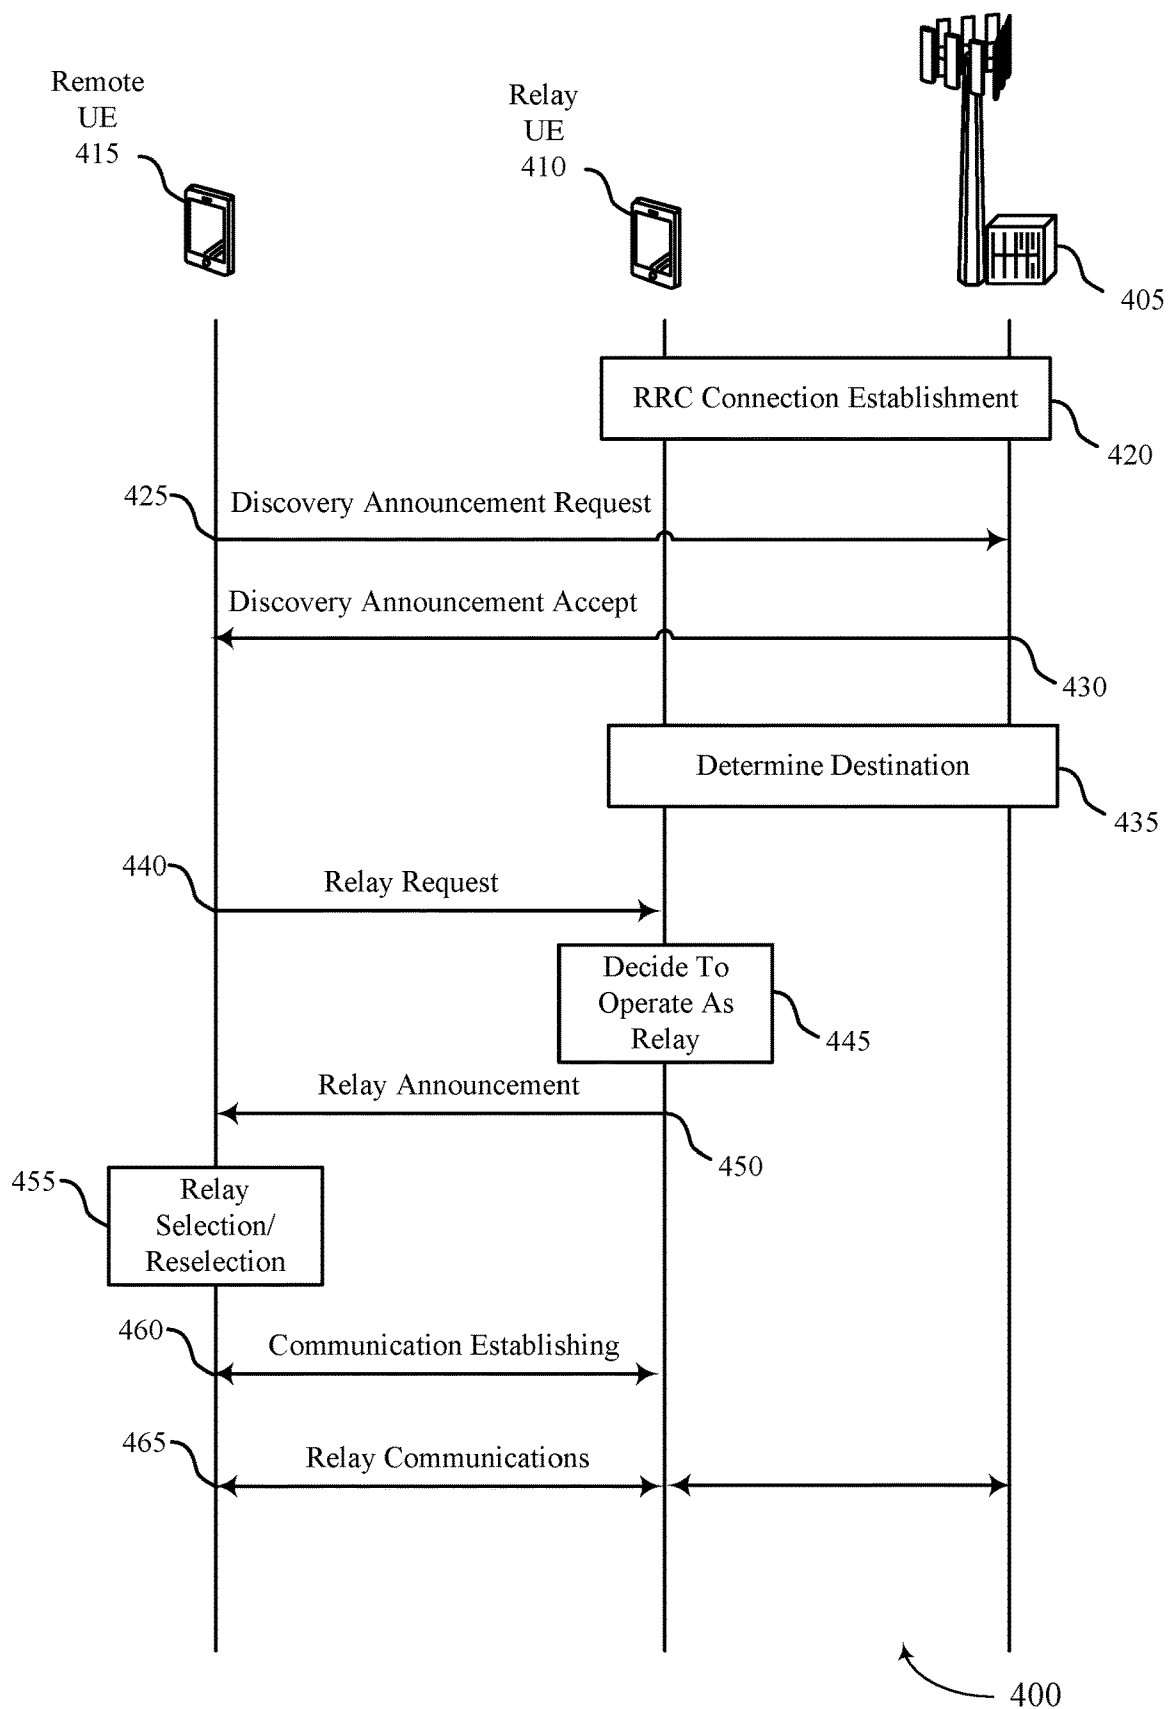 Remote
UE
415
Relay
UE
410
405
RRC Connection Establishment
420
425
Discovery Announcement Request
Discovery Announcement Accept
430
Determine Destination
435
440
Relay Request
Decide To
Operate As
Relay
445
Relay Announcement
450
455
Relay
Selection/
Reselection
460
Communication Establishing
465
Relay Communications
400